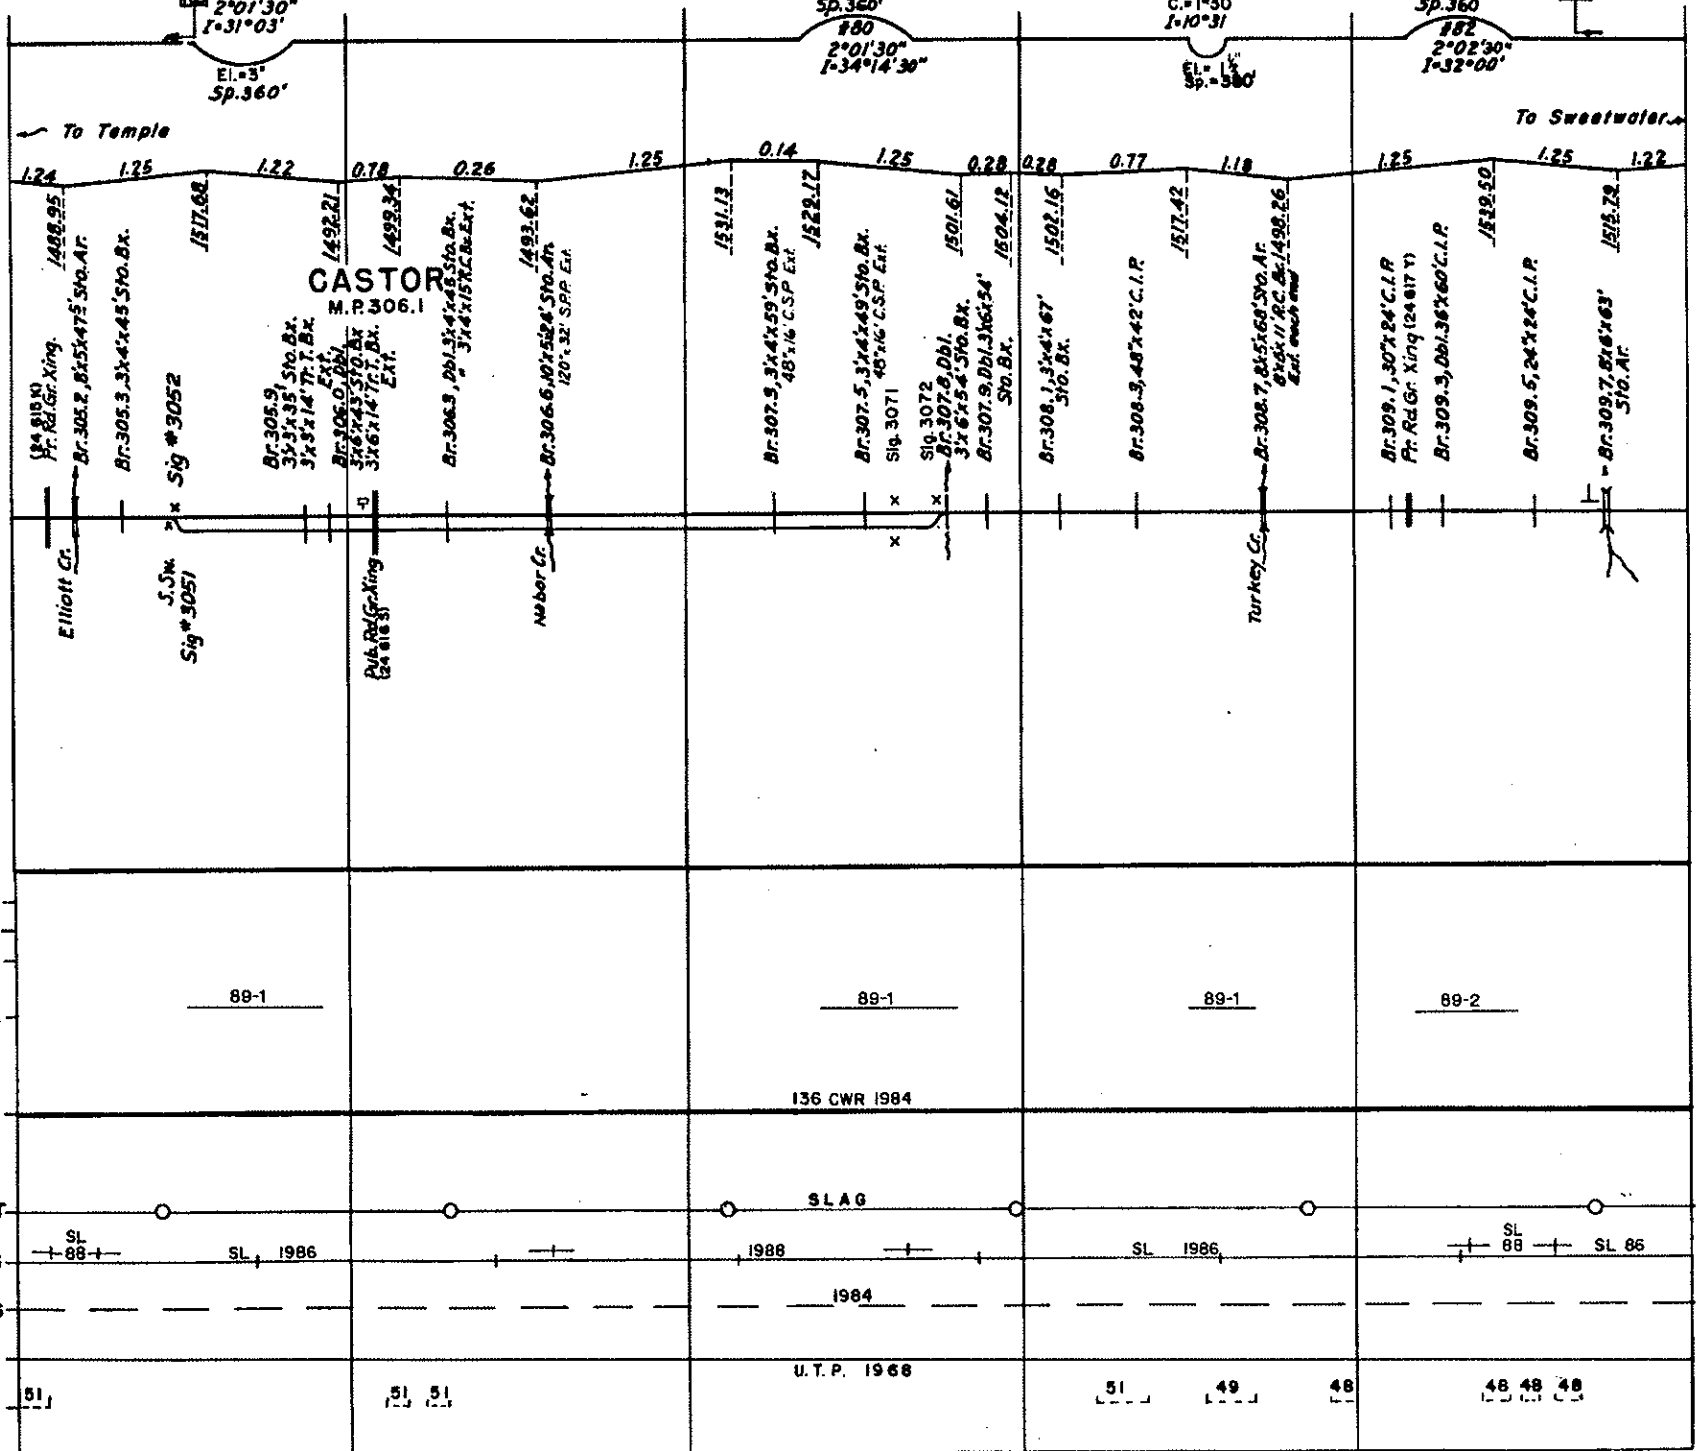 2°01'30"
I=31°03'
El.=3"
Sp.360'
Sp.360'
#80
2°01'30"
I=34°14'30"
C.=1°30
I=10°31
El.= 1½"
Sp.360
#82
2°02'30"
I=32°00'
To Temple
To Sweetwater
1.24
1.25
1.22
0.78
0.26
1.25
0.14
1.25
0.28
0.28
0.77
1.18
1.25
1.25
1.22
1488.95
1517.68
1492.21
1499.34
1493.62
1531.13
1529.17
1501.61
1504.12
1502.16
1517.42
1498.26
1539.50
1515.79
CASTOR
M.P.306.1
(24 615 K)
Pr. Rd. Gr. Xing.
Br.305.2, 8'x5'x47⁵' Sto. Ar.
Br.305.3, 3'x4'x45' Sto. Bx.
Sig #3052
Br.305.9,
3'x3'x35' Sto. Bx.
3'x3'x14' Tr. T. Bx.
Ext.
Br.306.0, Dbl.
3'x6'x43' Sto. Bx
3'x6'x14' Tr. T. Bx.
Ext.
Br.306.3, Dbl.3'x4'x48' Sto. Bx.
" 3'x4'x15' R.C. Bx. Ext.
Br.306.6, 10'x5'x24' Sto. Ar.
120"x 32' S.P.P. Ext.
Br.307.3, 3'x4'x59' Sto. Bx.
48"x16' C.S.P. Ext.
Br.307.5, 3'x4'x49' Sto. Bx.
48"x16' C.S.P. Ext.
Sig. 3071
Sig. 3072
Br.307.8, Dbl.
3'x6'x54' Sto. Bx.
Br.307.9, Dbl.3'x6'x54'
Sto. Bx.
Br.308.1, 3'x4'x67'
Sto. Bx.
Br.308.3, 48"x42' C.I.P.
Br.308.7, 8'x5'x68' Sto. Ar.
8'x6'x11' R.C. Bx.
Ext. each end
Br.309.1, 30"x24' C.I.P.
Pr. Rd. Gr. Xing (24 617 Y)
Br.309.3, Dbl.36"x60' C.I.P.
Br.309.6, 24"x24' C.I.P.
Br.309.7, 8'x6'x63'
Sto. Ar.
Elliott Cr.
S. Sw.
Sig #3051
Pub. Rd. Gr. Xing
(24 616 S)
Nabor Cr.
Turkey Cr.
89-1
89-1
89-1
89-2
136 CWR 1984
SLAG
SL
88
SL 1986
1988
SL 1986
SL
88
SL 86
1984
U.T.P. 1968
51
51 51
51
49
48
48 48 48